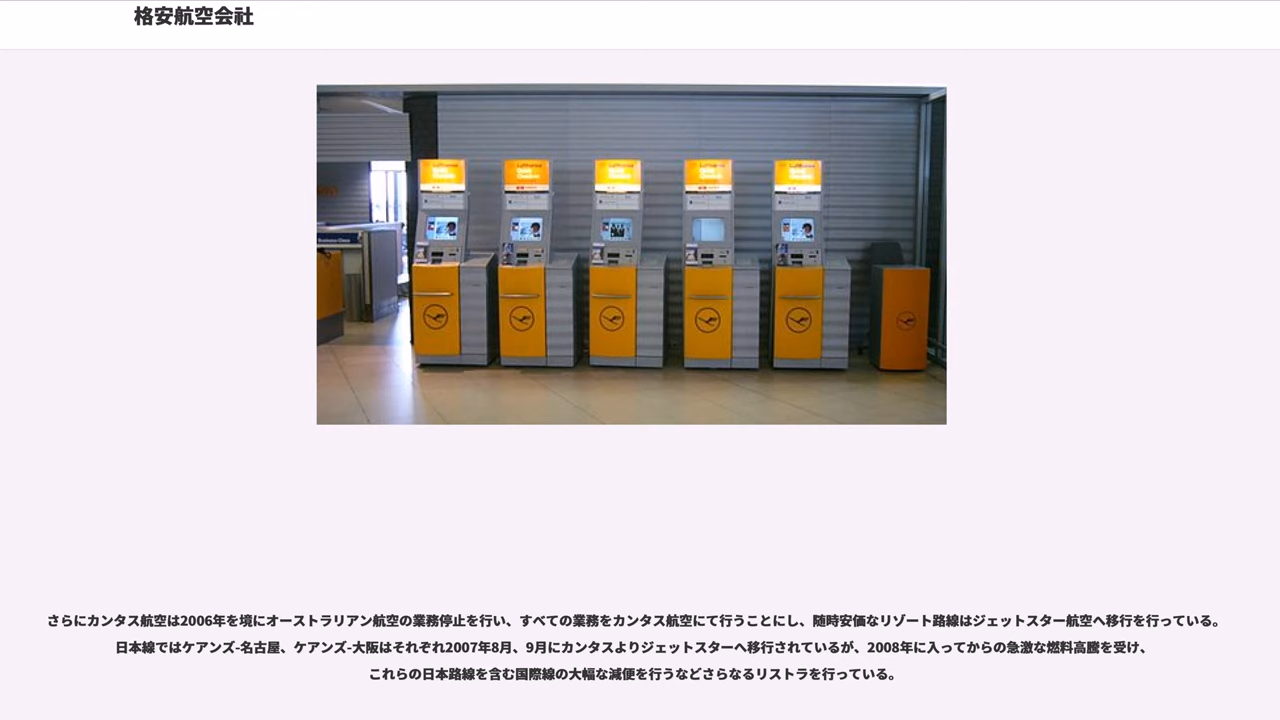 格安航空会社
Business Class
さらにカンタス航空は2006年を境にオーストラリアン航空の業務停止を行い、すべての業務をカンタス航空にて行うことにし、随時安価なリゾート路線はジェットスター航空へ移行を行っている。
日本線ではケアンズ-名古屋、ケアンズ-大阪はそれぞれ2007年8月、9月にカンタスよりジェットスターへ移行されているが、2008年に入ってからの急激な燃料高騰を受け、
これらの日本路線を含む国際線の大幅な減便を行うなどさらなるリストラを行っている。